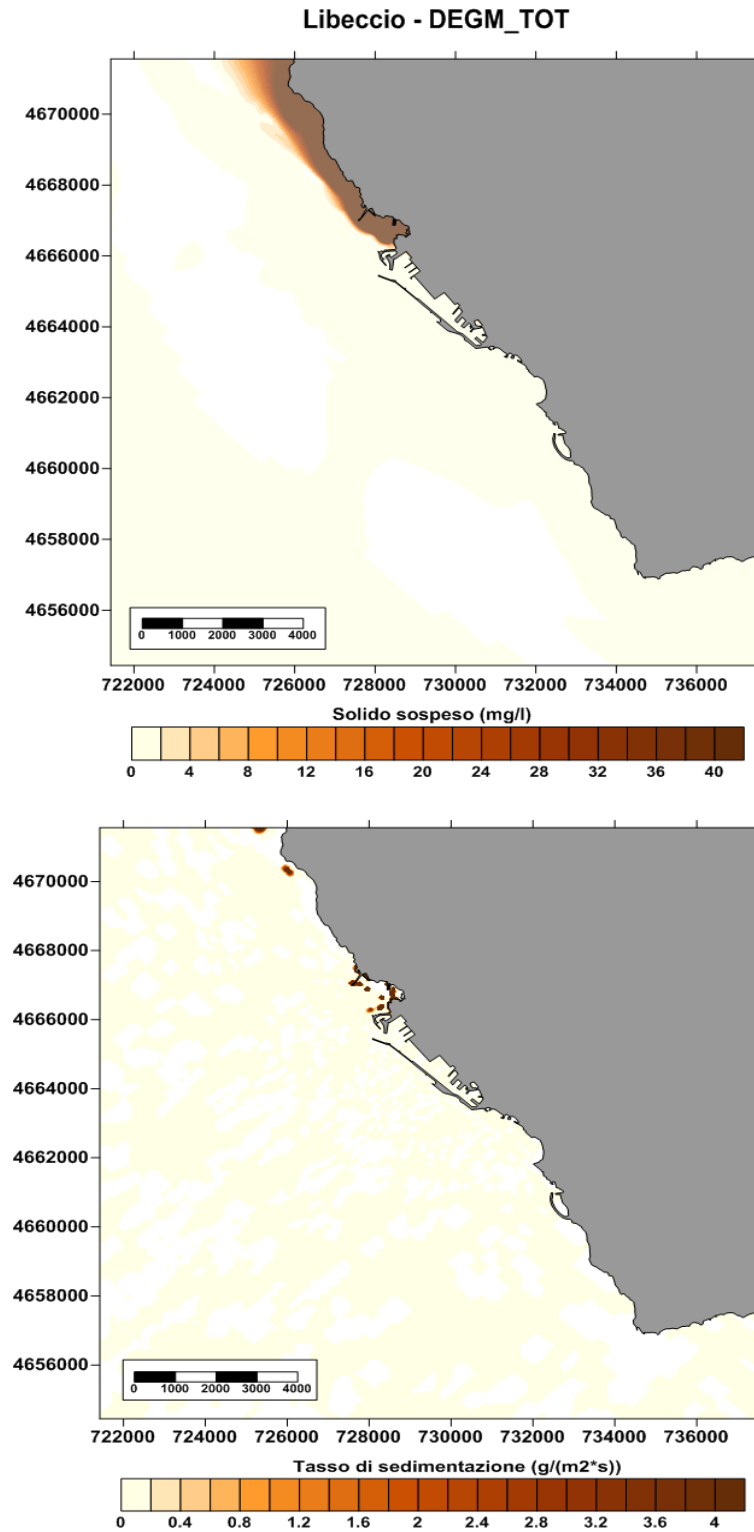 Libeccio - DEGM_TOT
4670000
4668000
4666000
4664000
4662000
4660000
4658000
4656000
0 1000 2000 3000 4000
722000 724000 726000 728000 730000 732000 734000 736000
Solido sospeso (mg/l)
0 4 8 12 16 20 24 28 32 36 40
4670000
4668000
4666000
4664000
4662000
4660000
4658000
4656000
0 1000 2000 3000 4000
722000 724000 726000 728000 730000 732000 734000 736000
Tasso di sedimentazione (g/(m2*s))
0 0.4 0.8 1.2 1.6 2 2.4 2.8 3.2 3.6 4